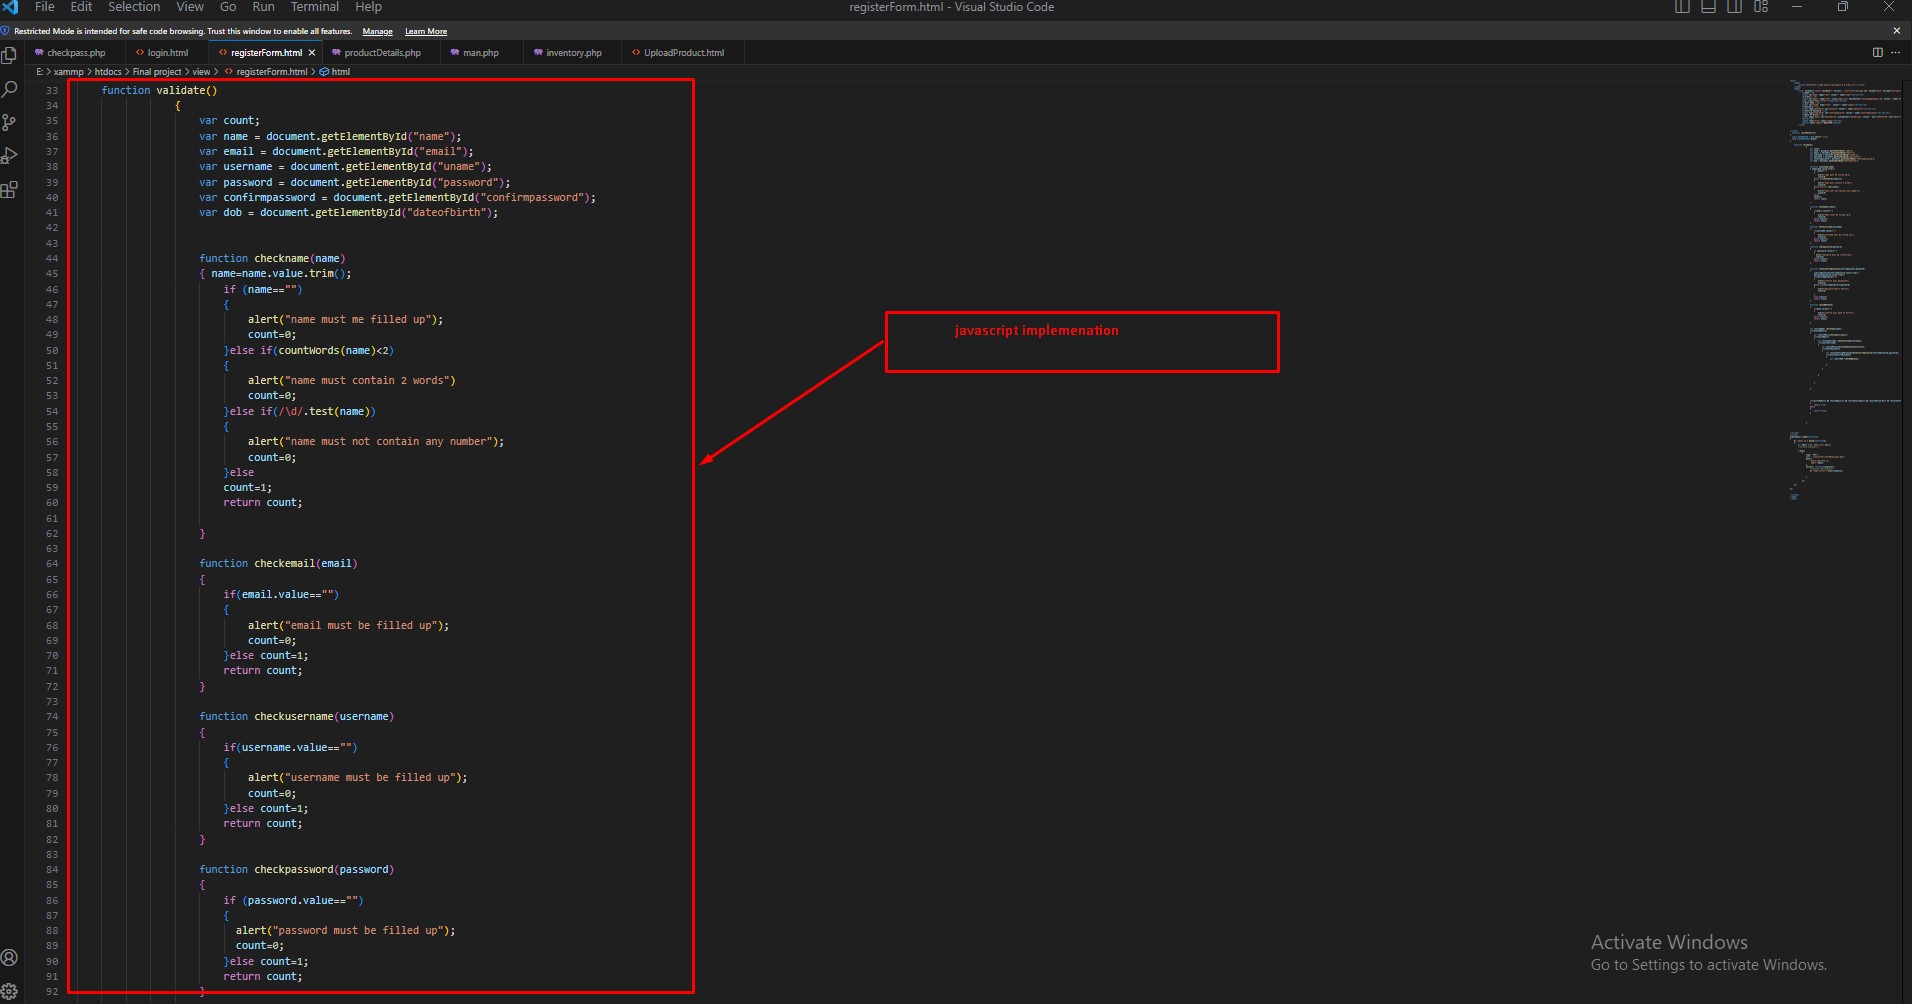 File Edit Selection View Go Run Terminal Help registerForm.html - Visual Studio Code
Restricted Mode is intended for safe code browsing. Trust this window to enable all features. Manage Learn More
checkpass.php login.html registerForm.html productDetails.php man.php inventory.php UploadProduct.html
E: > xammp > htdocs > Final project > view > registerForm.html > html
33 function validate()
34 {
35 var count;
36 var name = document.getElementById("name");
37 var email = document.getElementById("email");
38 var username = document.getElementById("uname");
39 var password = document.getElementById("password");
40 var confirmpassword = document.getElementById("confirmpassword");
41 var dob = document.getElementById("dateofbirth");
42
43
44 function checkname(name)
45 { name=name.value.trim();
46 if (name=="")
47 {
48 alert("name must me filled up");
49 count=0;
50 }else if(countWords(name)<2)
51 {
52 alert("name must contain 2 words")
53 count=0;
54 }else if(/\d/.test(name))
55 {
56 alert("name must not contain any number");
57 count=0;
58 }else
59 count=1;
60 return count;
61
62 }
63
64 function checkemail(email)
65 {
66 if(email.value=="")
67 {
68 alert("email must be filled up");
69 count=0;
70 }else count=1;
71 return count;
72 }
73
74 function checkusername(username)
75 {
76 if(username.value=="")
77 {
78 alert("username must be filled up");
79 count=0;
80 }else count=1;
81 return count;
82 }
83
84 function checkpassword(password)
85 {
86 if (password.value=="")
87 {
88 alert("password must be filled up");
89 count=0;
90 }else count=1;
91 return count;
92 }
javascript implemenation
Activate Windows
Go to Settings to activate Windows.